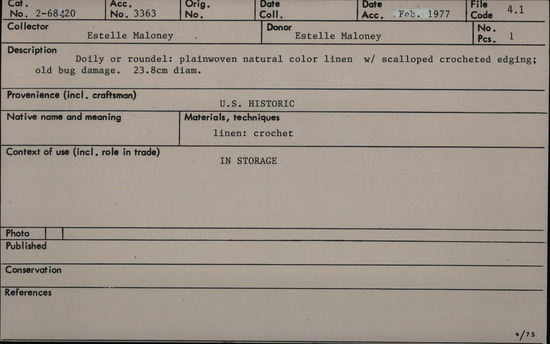 Cat. No. 2-68420 Acc. No. 3363 Orig. No. Date Coll. Date Acc. Feb. 1977 File Code 4.1
Collector Estelle Maloney Donor Estelle Maloney No. Pcs. 1
Description
Doily or roundel: plainwoven natural color linen w/ scalloped crocheted edging;
old bug damage. 23.8cm diam.
Provenience (incl. craftsman)
U.S. HISTORIC
Native name and meaning Materials, techniques
linen: crochet
Context of use (incl. role in trade)
IN STORAGE
Photo
Published
Conservation
References
4/75